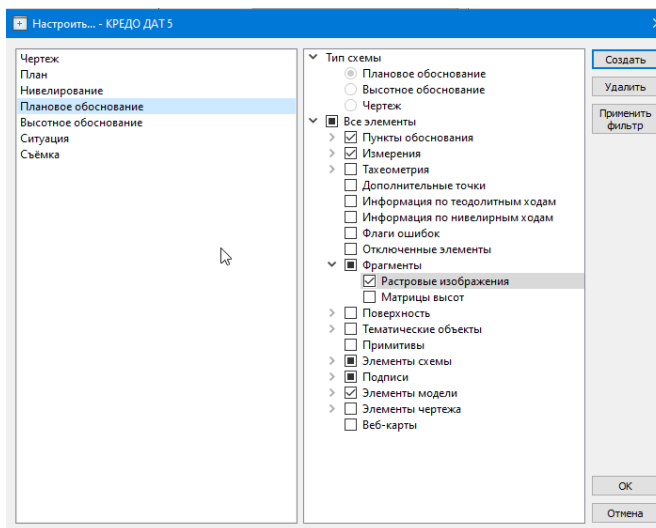 Настроить... - КРЕДО ДАТ 5
Чертеж
План
Нивелирование
Плановое обоснование
Высотное обоснование
Ситуация
Съёмка
Тип схемы
Плановое обоснование
Высотное обоснование
Чертеж
Все элементы
Пункты обоснования
Измерения
Тахеометрия
Дополнительные точки
Информация по теодолитным ходам
Информация по нивелирным ходам
Флаги ошибок
Отключенные элементы
Фрагменты
Растровые изображения
Матрицы высот
Поверхность
Тематические объекты
Примитивы
Элементы схемы
Подписи
Элементы модели
Элементы чертежа
Веб-карты
Создать
Удалить
Применить
фильтр
ОК
Отмена